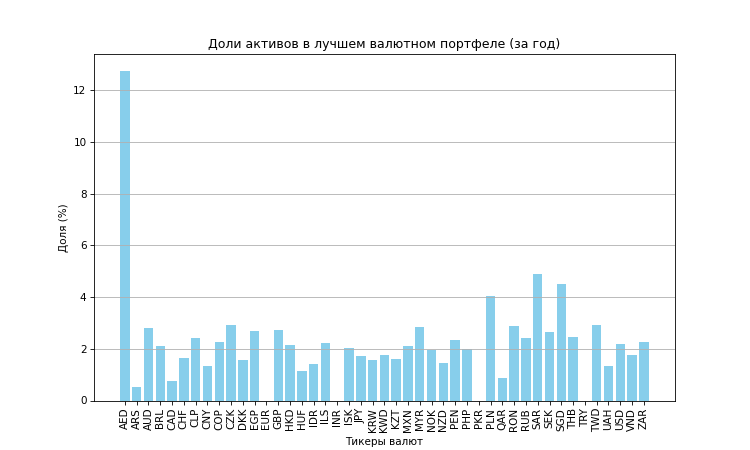 Доли активов в лучшем валютном портфеле (за год)
Доля (%)
12
10
8
6
4
2
0
AED ARS AUD BRL CAD CHF CLP CNY COP CZK DKK EGP EUR GBP HKD HUF IDR ILS INR ISK JPY KRW KWD KZT MXN MYR NOK NZD PEN PHP PKR PLN QAR RON RUB SAR SEK SGD THB TRY TWD UAH USD VND ZAR
Тикеры валют